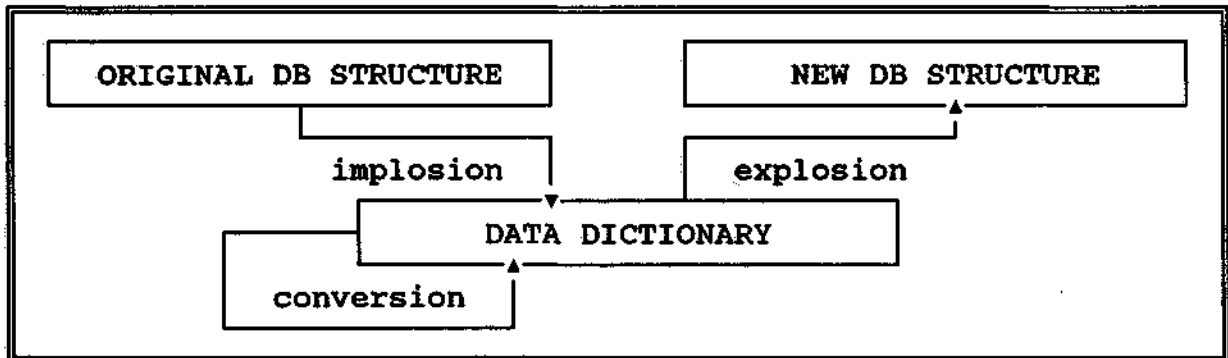 ORIGINAL DB STRUCTURE
NEW DB STRUCTURE
implosion
explosion
DATA DICTIONARY
conversion